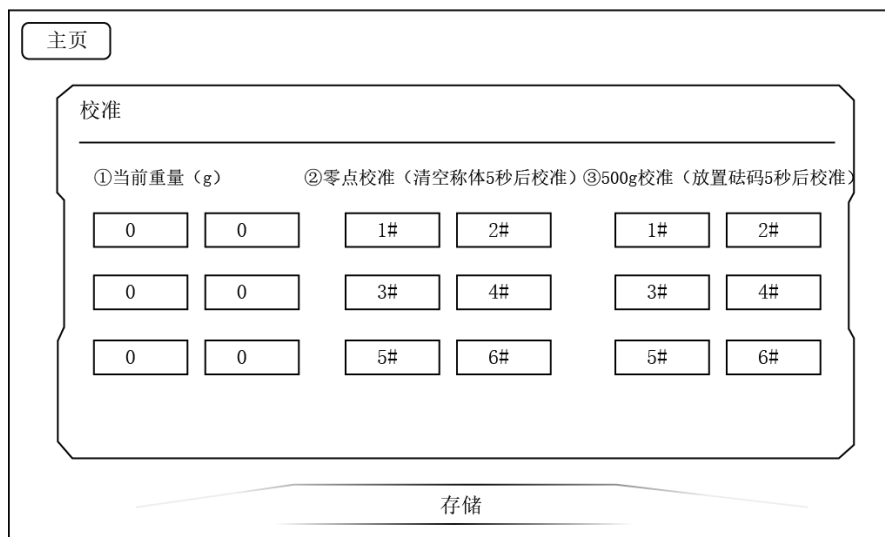 主页
校准
①当前重量（g） ②零点校准（清空称体5秒后校准）③500g校准（放置砝码5秒后校准）
0 0 1# 2# 1# 2#
0 0 3# 4# 3# 4#
0 0 5# 6# 5# 6#
存储